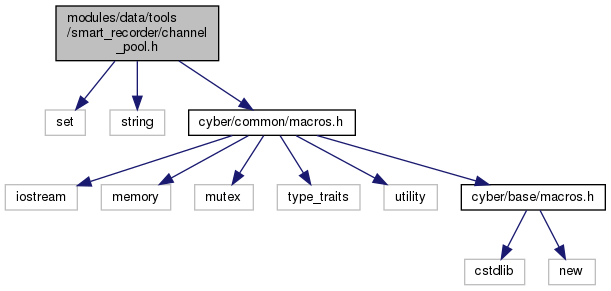 modules/data/tools
/smart_recorder/channel
_pool.h
set
string
cyber/common/macros.h
iostream
memory
mutex
type_traits
utility
cyber/base/macros.h
cstdlib
new